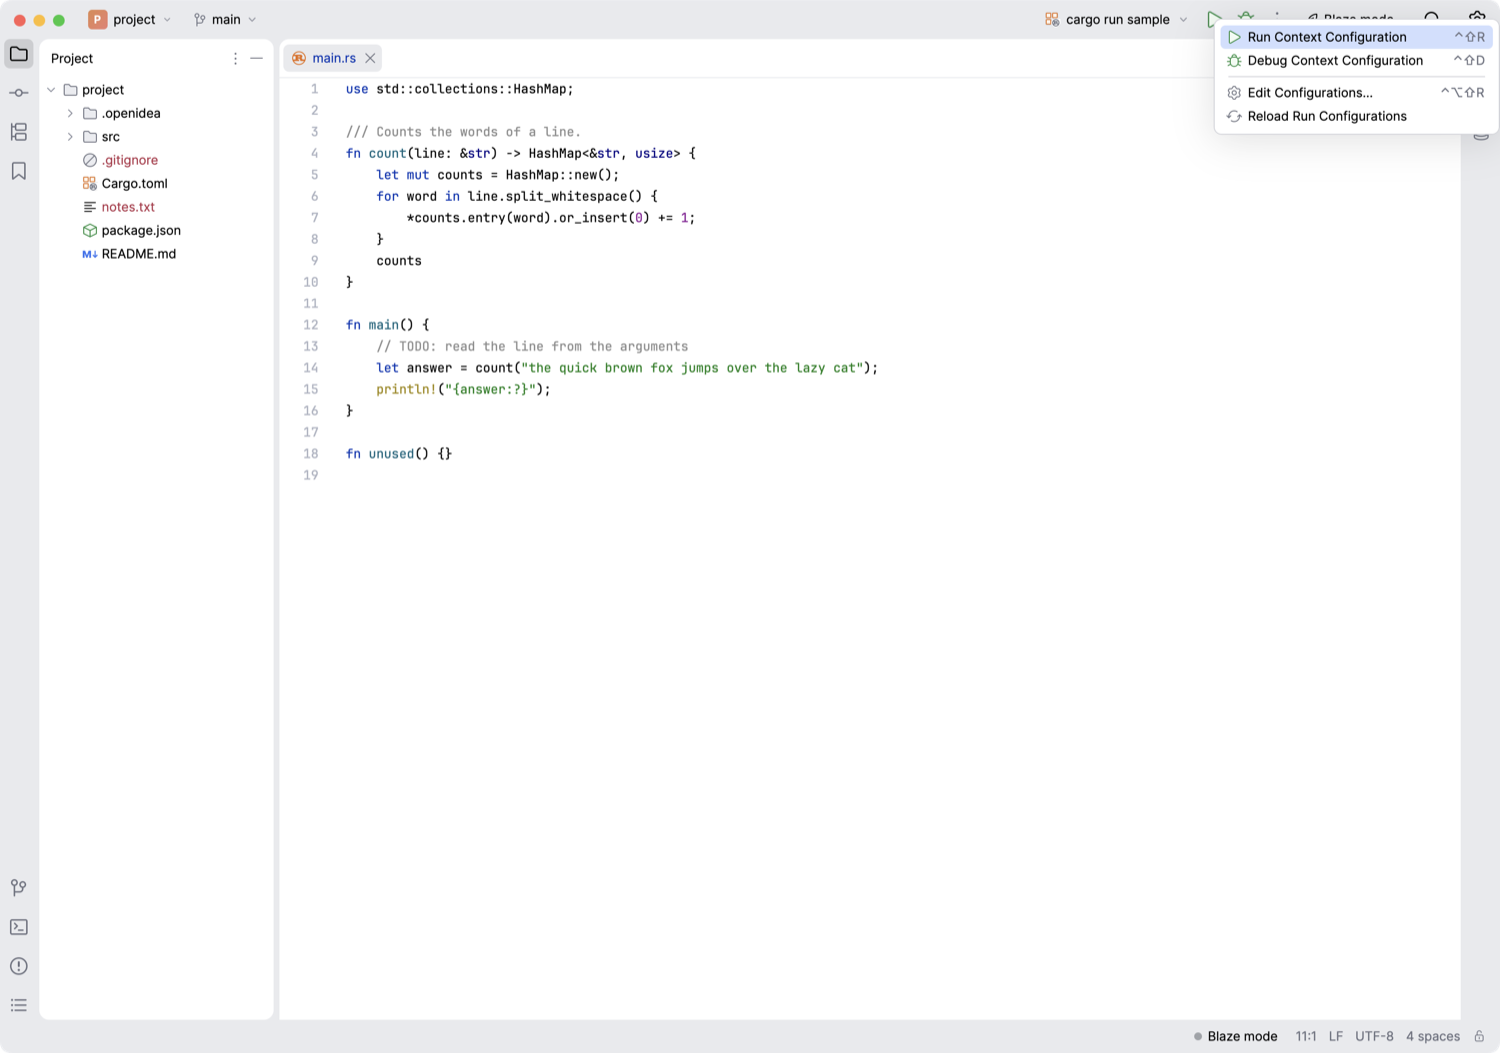 P project
main
cargo run sample
Run Context Configuration ^⇧R
Debug Context Configuration ^⇧D
Edit Configurations... ^⌥⇧R
Reload Run Configurations
Project
project
.openidea
src
.gitignore
Cargo.toml
notes.txt
package.json
M↓ README.md
main.rs
1 use std::collections::HashMap;
2
3 /// Counts the words of a line.
4 fn count(line: &str) -> HashMap<&str, usize> {
5 let mut counts = HashMap::new();
6 for word in line.split_whitespace() {
7 *counts.entry(word).or_insert(0) += 1;
8 }
9 counts
10 }
11
12 fn main() {
13 // TODO: read the line from the arguments
14 let answer = count("the quick brown fox jumps over the lazy cat");
15 println!("{answer:?}");
16 }
17
18 fn unused() {}
19
Blaze mode 11:1 LF UTF-8 4 spaces